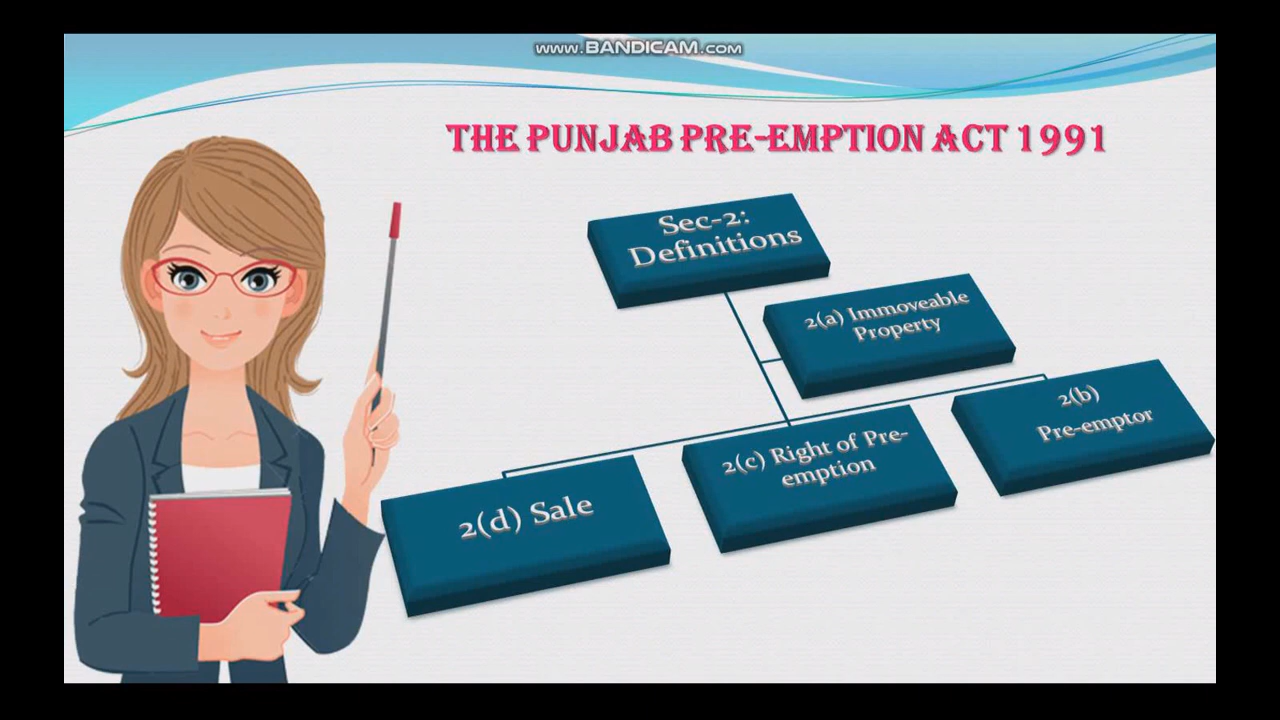 www.BANDICAM.com
THE PUNJAB PRE-EMPTION ACT 1991
Sec-2:
Definitions
2(a) Immoveable
Property
2(b)
Pre-emptor
2(c) Right of Pre-
emption
2(d) Sale